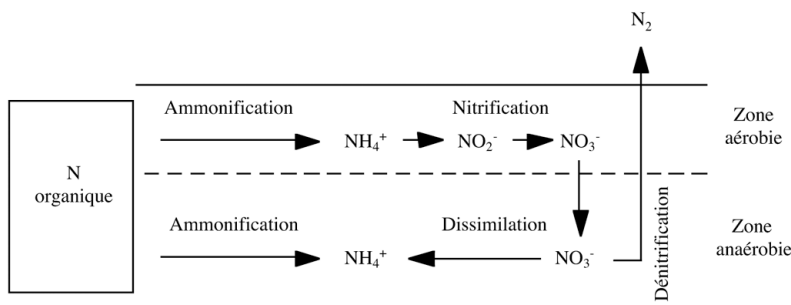 N₂
Ammonification Nitrification
Zone
aérobie
NH₄⁺ NO₂⁻ NO₃⁻
N
organique
Ammonification Dissimilation
Dénitrification
Zone
anaérobie
NH₄⁺ NO₃⁻